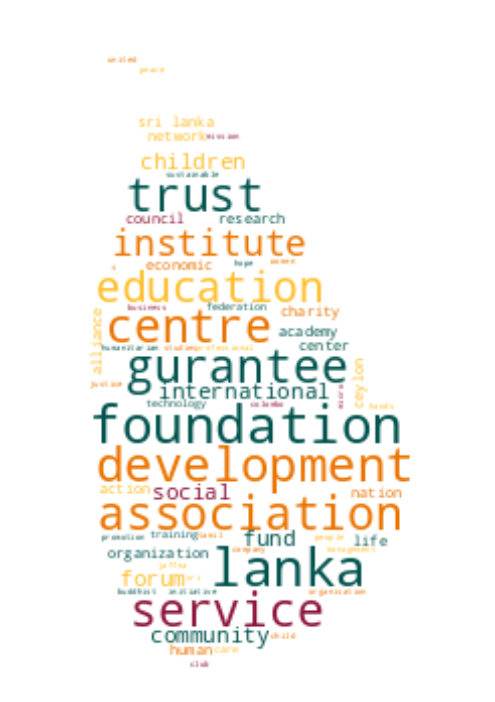 united
peace
sri lanka
network mission
children
sustainable
trust
council research
institute
economic hope women
education
business federation
charity
centre academy
alliance
humanitarian studies professional center
gurantee
ceylon
justice international
micro
technology colombo
foundation
development
action social nation
association
promotion training tamil fund people life
organization company management
lanka
jaffna
forum
buddhist initiative organisation
service
community child
human care
club